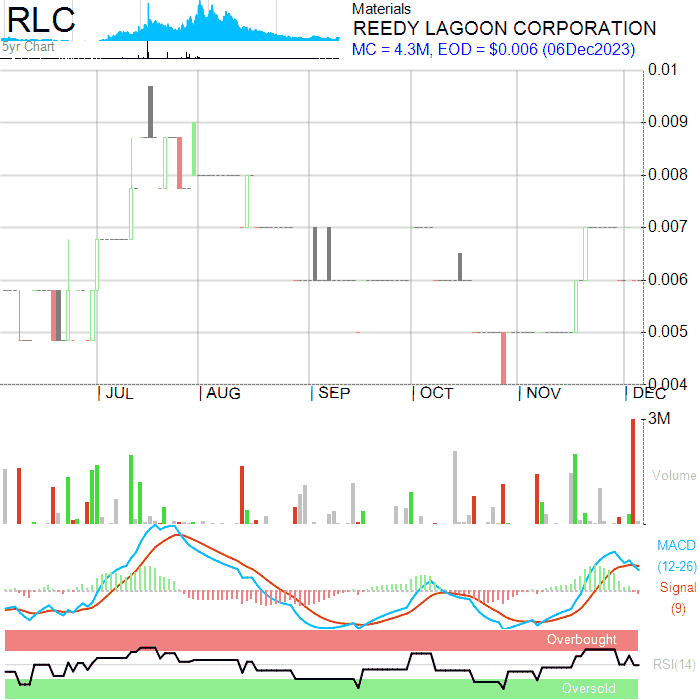 RLC
5yr Chart
Materials
REEDY LAGOON CORPORATION
MC = 4.3M, EOD = $0.006 (06Dec2023)
0.01
0.009
0.008
0.007
0.006
0.005
0.004
JUL
AUG
SEP
OCT
NOV
DEC
3M
Volume
MACD
(12-26)
Signal
(9)
Overbought
RSI(14)
Oversold